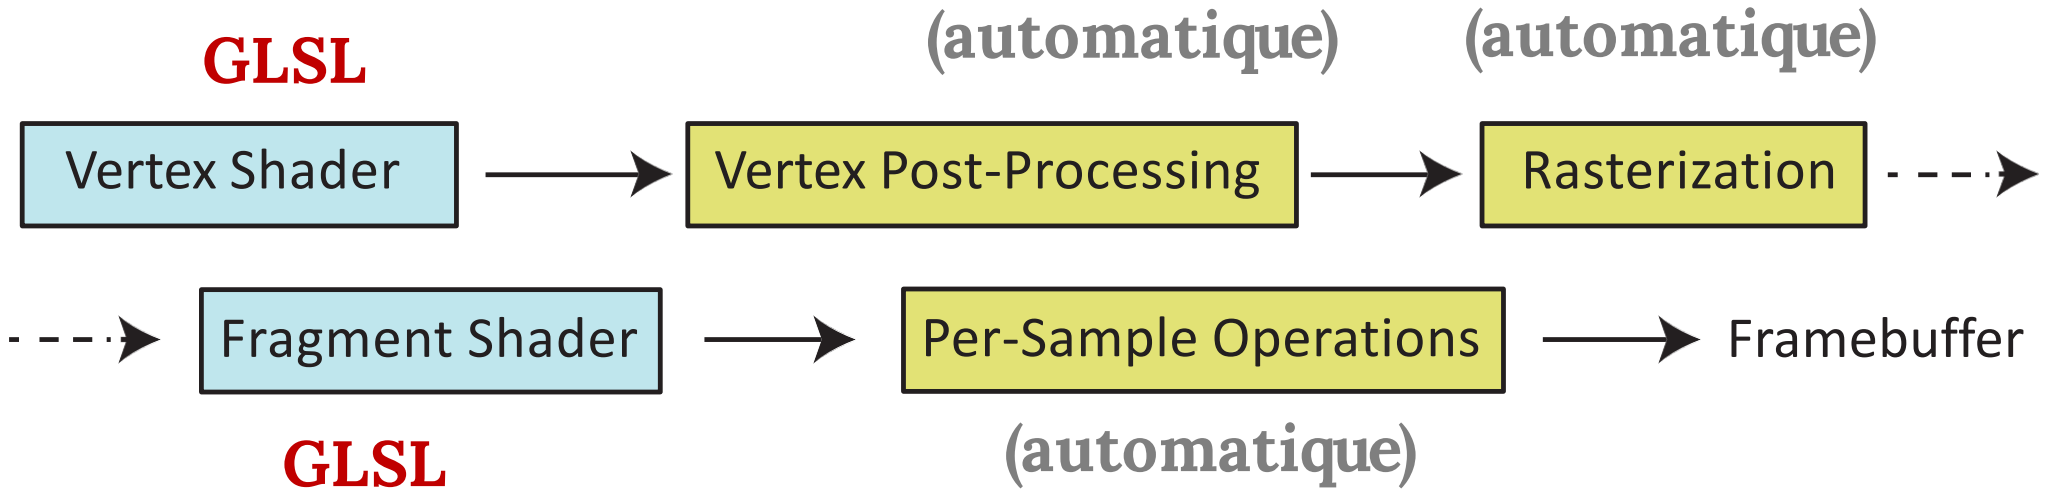 GLSL
(automatique)
(automatique)
Vertex Shader
Vertex Post-Processing
Rasterization
Fragment Shader
Per-Sample Operations
Framebuffer
GLSL
(automatique)